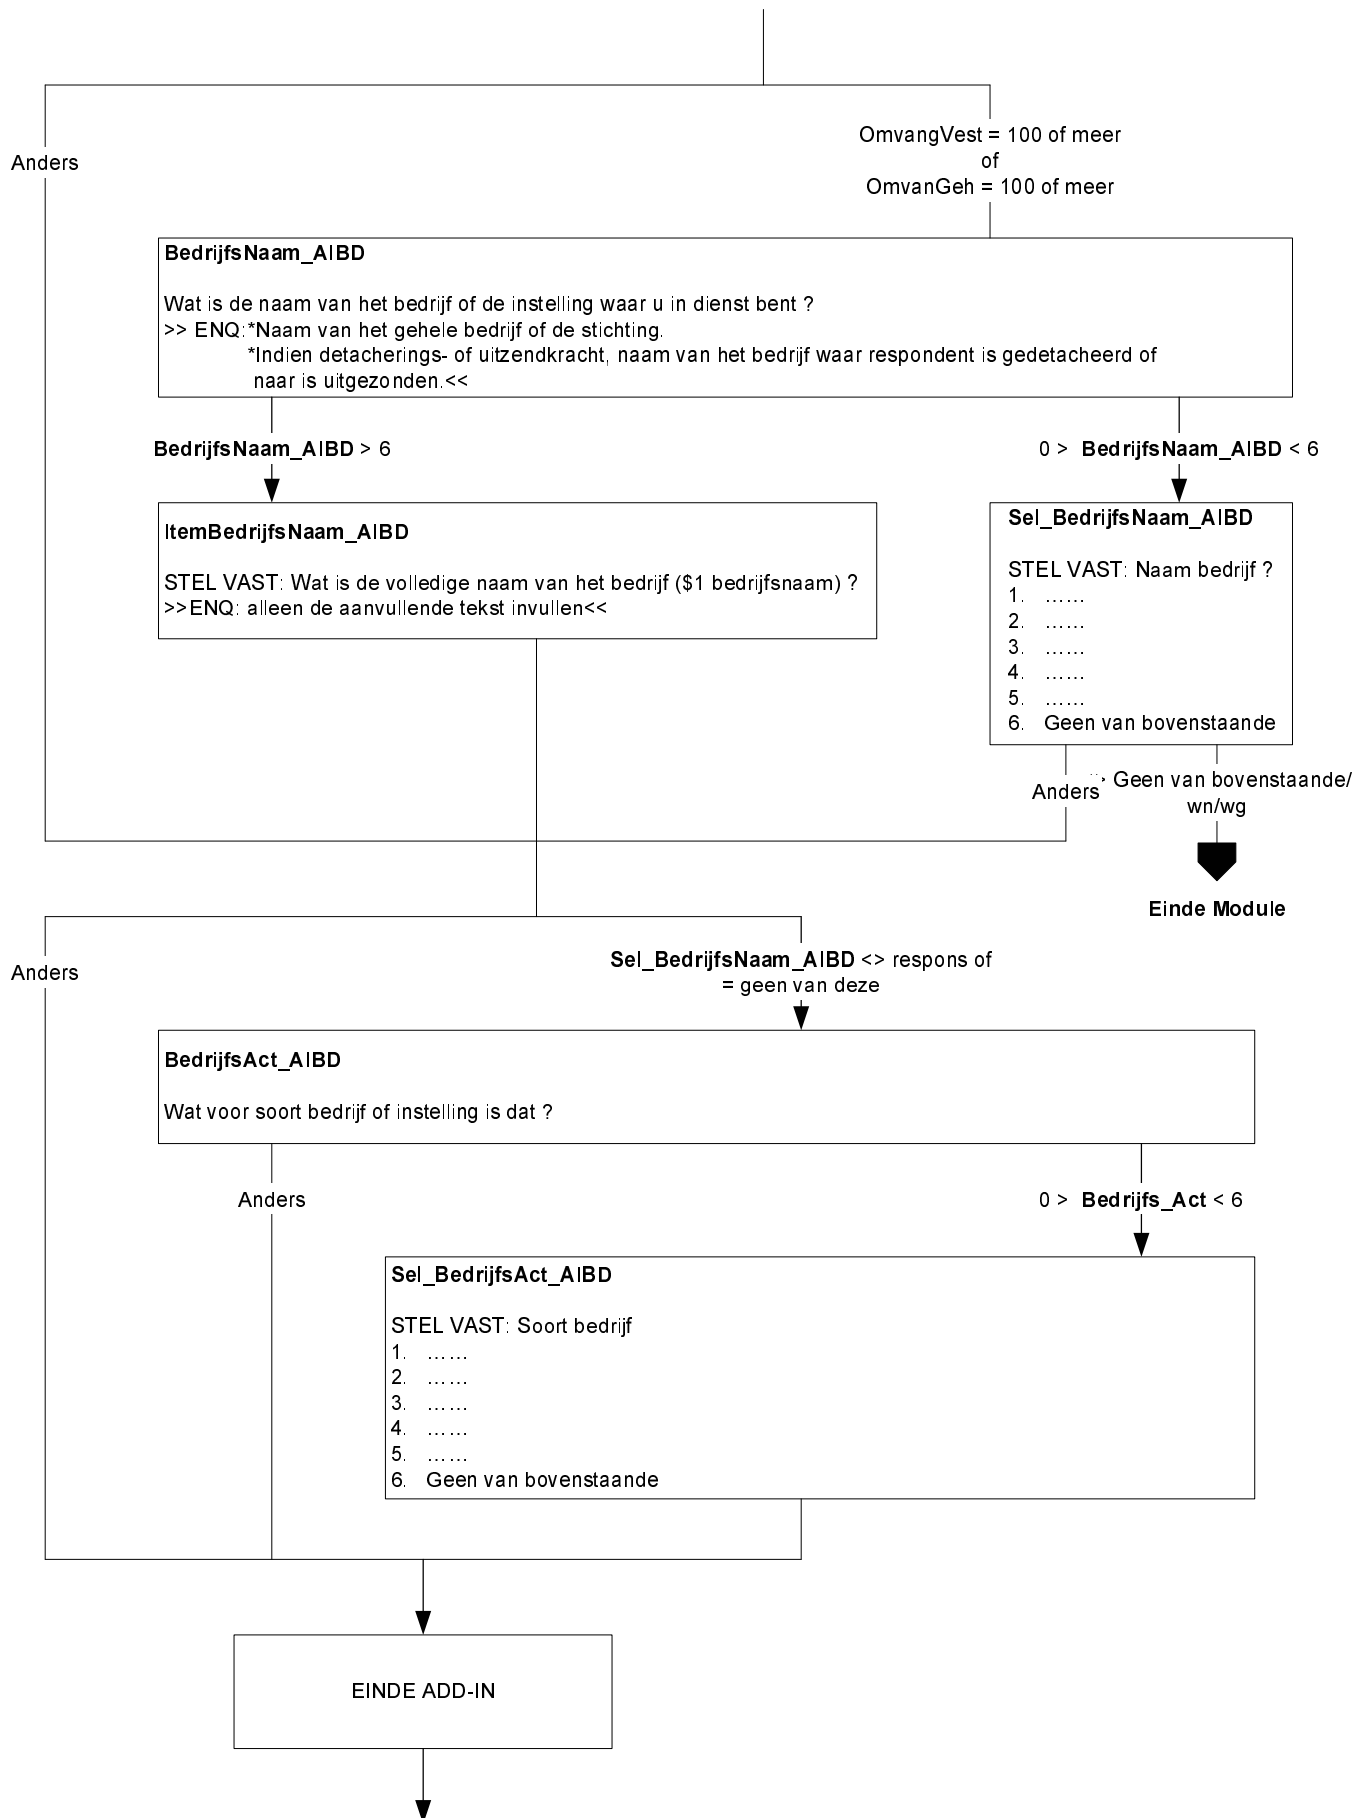 OmvangVest = 100 of meer
of
OmvanGeh = 100 of meer
Anders
BedrijfsNaam_AIBD
Wat is de naam van het bedrijf of de instelling waar u in dienst bent ?
>> ENQ:*Naam van het gehele bedrijf of de stichting.
*Indien detacherings- of uitzendkracht, naam van het bedrijf waar respondent is gedetacheerd of
naar is uitgezonden.<<
BedrijfsNaam_AIBD > 6
0 > BedrijfsNaam_AIBD < 6
ItemBedrijfsNaam_AIBD
STEL VAST: Wat is de volledige naam van het bedrijf ($1 bedrijfsnaam) ?
>>ENQ: alleen de aanvullende tekst invullen<<
Sel_BedrijfsNaam_AIBD
STEL VAST: Naam bedrijf ?
1. ......
2. ......
3. ......
4. ......
5. ......
6. Geen van bovenstaande
Anders
Geen van bovenstaande/
wn/wg
Einde Module
Anders
Sel_BedrijfsNaam_AIBD <> respons of
= geen van deze
BedrijfsAct_AIBD
Wat voor soort bedrijf of instelling is dat ?
Anders
0 > Bedrijfs_Act < 6
Sel_BedrijfsAct_AIBD
STEL VAST: Soort bedrijf
1. ......
2. ......
3. ......
4. ......
5. ......
6. Geen van bovenstaande
EINDE ADD-IN